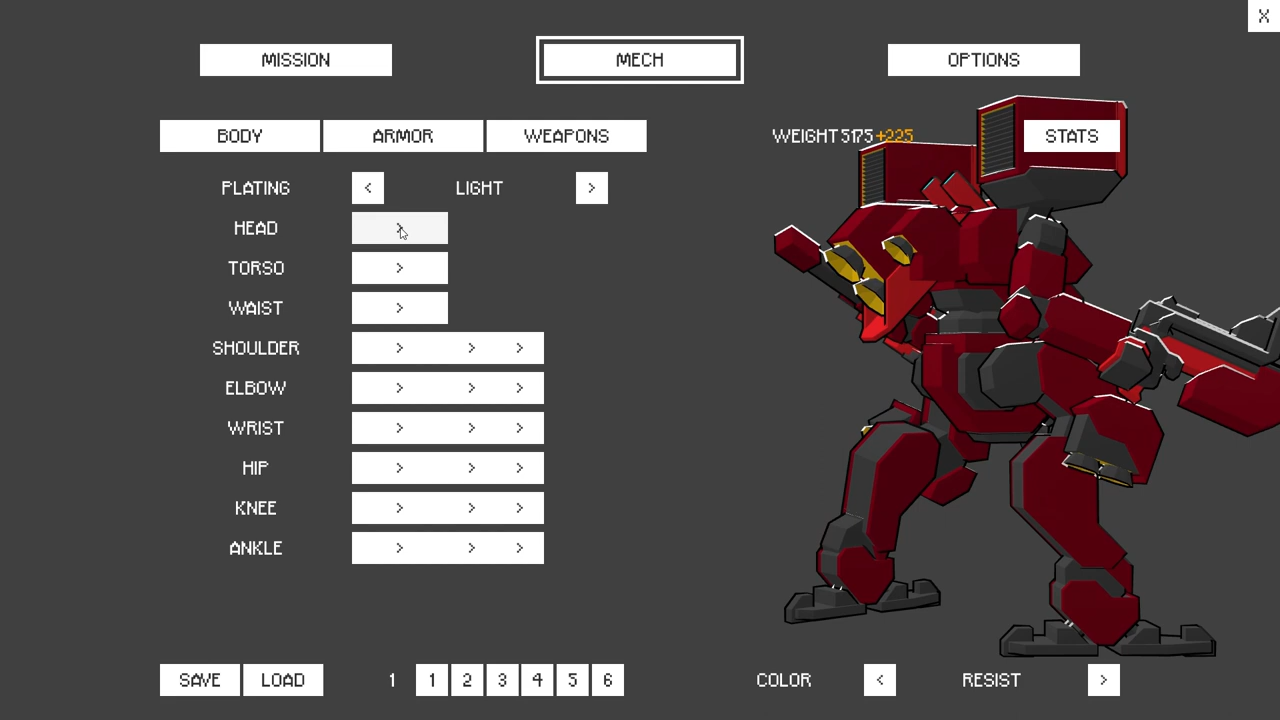 X
MISSION MECH OPTIONS
BODY ARMOR WEAPONS WEIGHT 5175 +225 STATS
PLATING < LIGHT >
HEAD >
TORSO >
WAIST >
SHOULDER > > >
ELBOW > > >
WRIST > > >
HIP > > >
KNEE > > >
ANKLE > > >
SAVE LOAD 1 1 2 3 4 5 6 COLOR < RESIST >